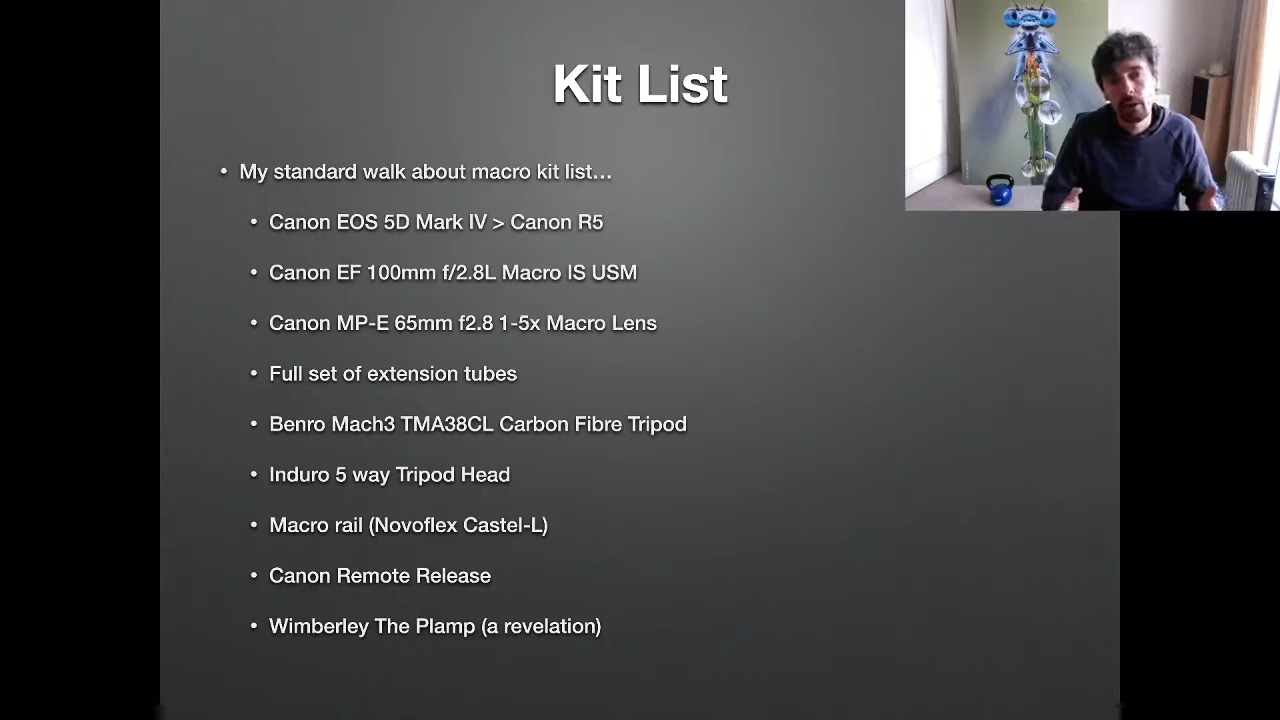 Kit List
• My standard walk about macro kit list…
• Canon EOS 5D Mark IV > Canon R5
• Canon EF 100mm f/2.8L Macro IS USM
• Canon MP-E 65mm f2.8 1-5x Macro Lens
• Full set of extension tubes
• Benro Mach3 TMA38CL Carbon Fibre Tripod
• Induro 5 way Tripod Head
• Macro rail (Novoflex Castel-L)
• Canon Remote Release
• Wimberley The Plamp (a revelation)